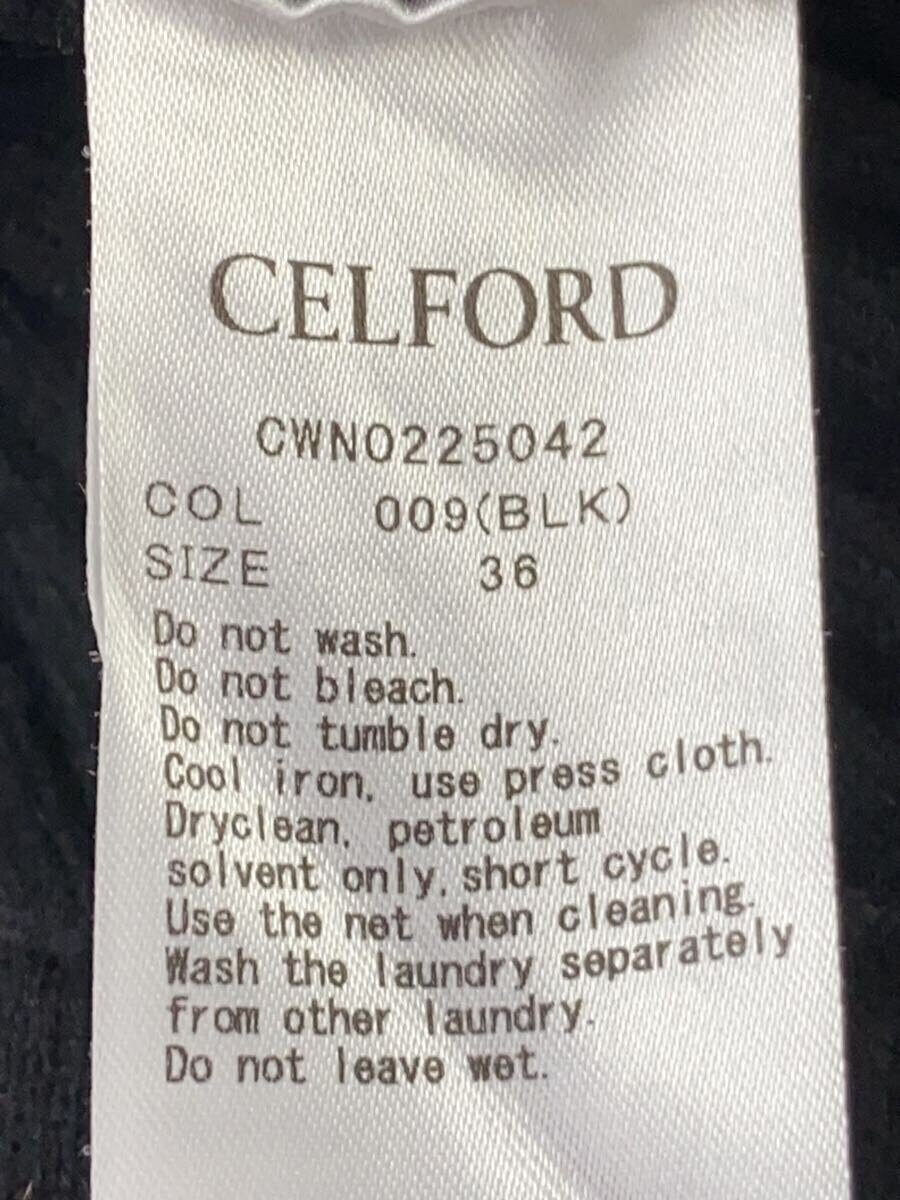 CELFORD
CWNO225042
COL 009(BLK)
SIZE 36
Do not wash.
Do not bleach.
Do not tumble dry.
Cool iron, use press cloth.
Dryclean, petroleum
solvent only, short cycle.
Use the net when cleaning.
Wash the laundry separately
from other laundry.
Do not leave wet.